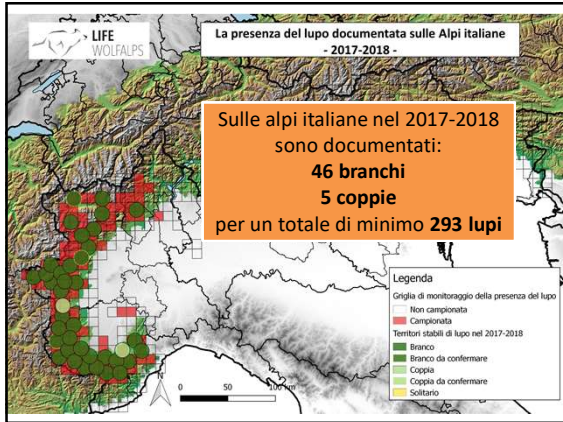 LIFE
WOLFALPS
La presenza del lupo documentata sulle Alpi italiane
- 2017-2018 -
Sulle alpi italiane nel 2017-2018
sono documentati:
46 branchi
5 coppie
per un totale di minimo 293 lupi
Legenda
Griglia di monitoraggio della presenza del lupo
Non campionata
Campionata
Territori stabili di lupo nel 2017-2018
Branco
Branco da confermare
Coppia
Coppia da confermare
Solitario
N
0 50 100 km